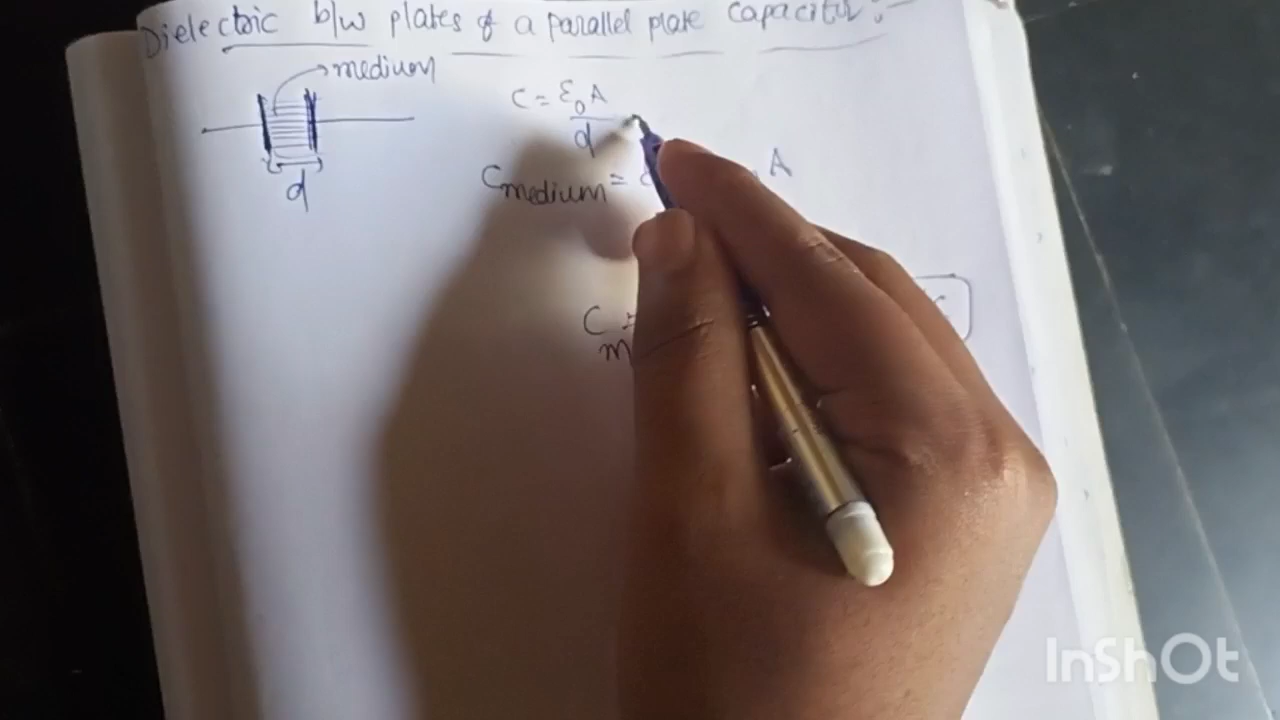 Dielectric b/w plates of a parallel plate capacitor:-
medium
C = ε₀A
d
d
Cmedium = A
C =
m
InShOt